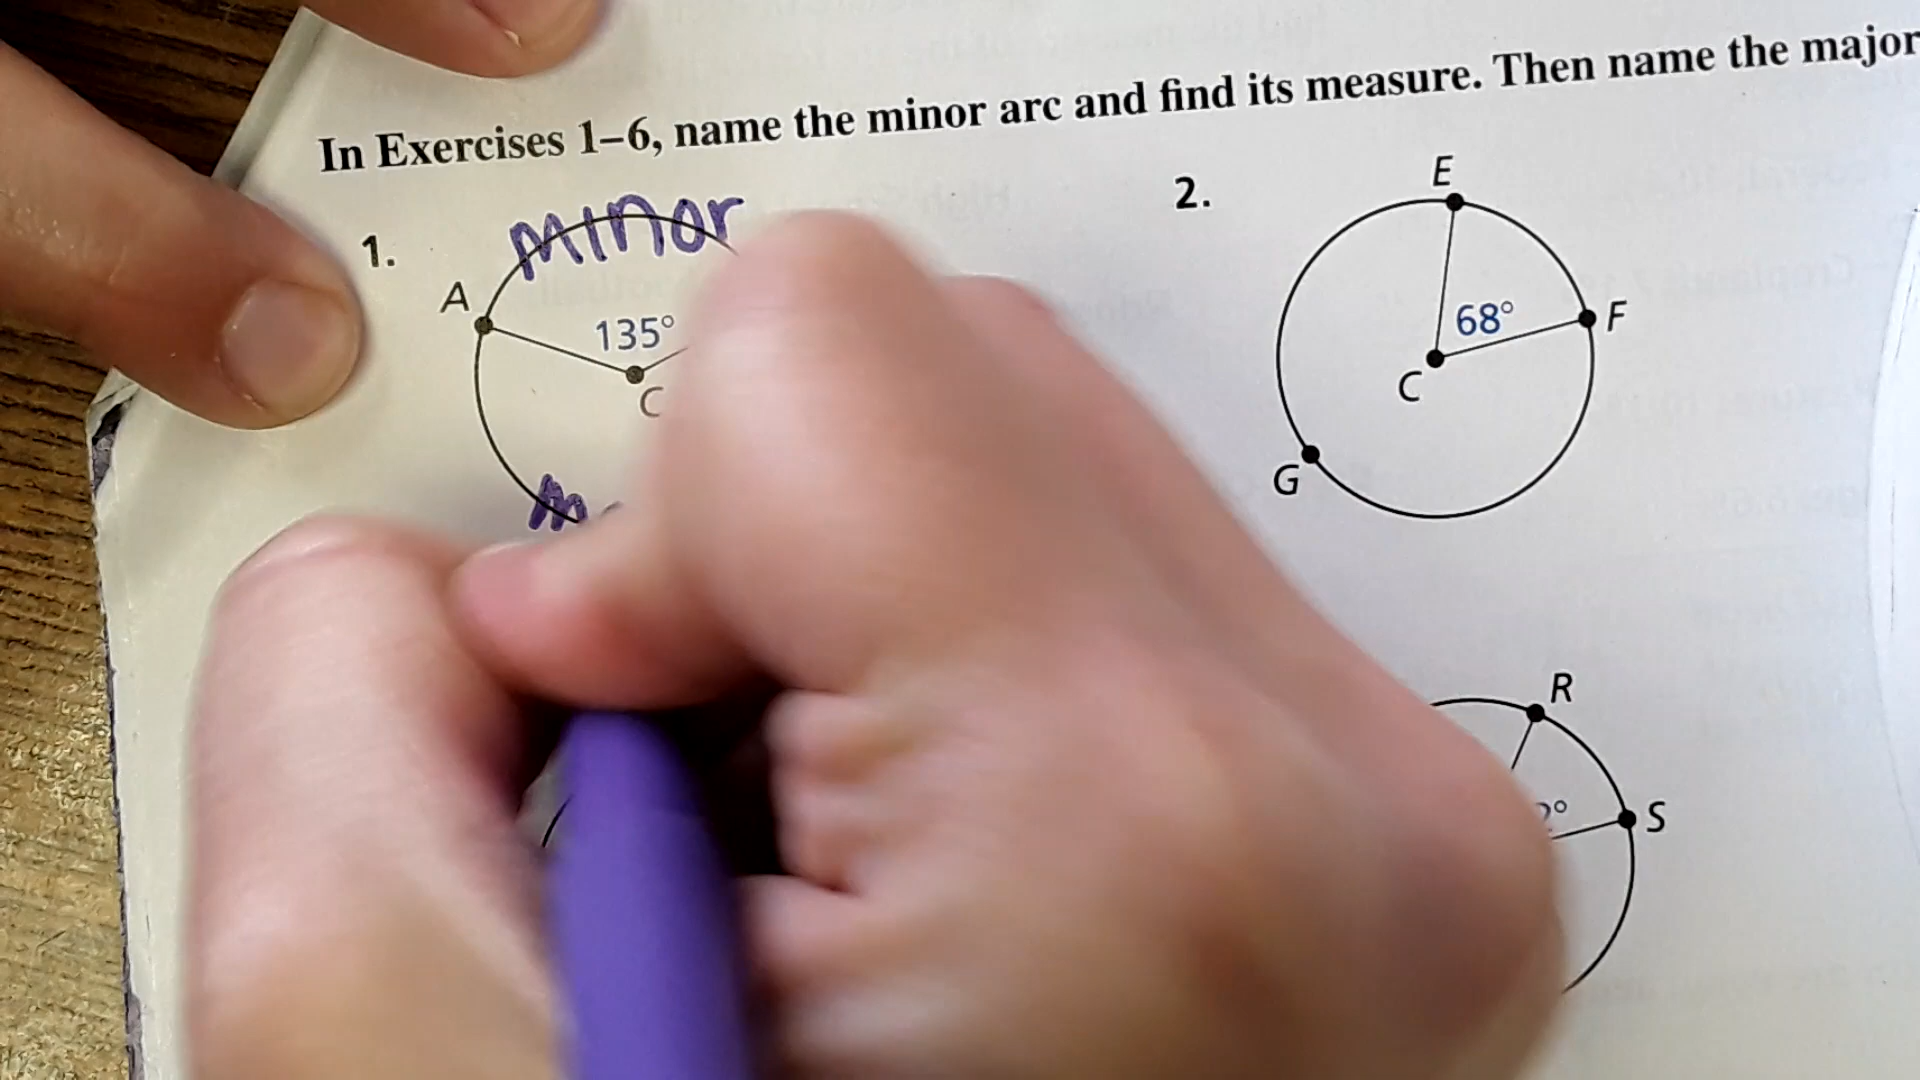 In Exercises 1–6, name the minor arc and find its measure. Then name the major
1.
minor
A
135°
C
2.
E
68°
F
C
G
R
S